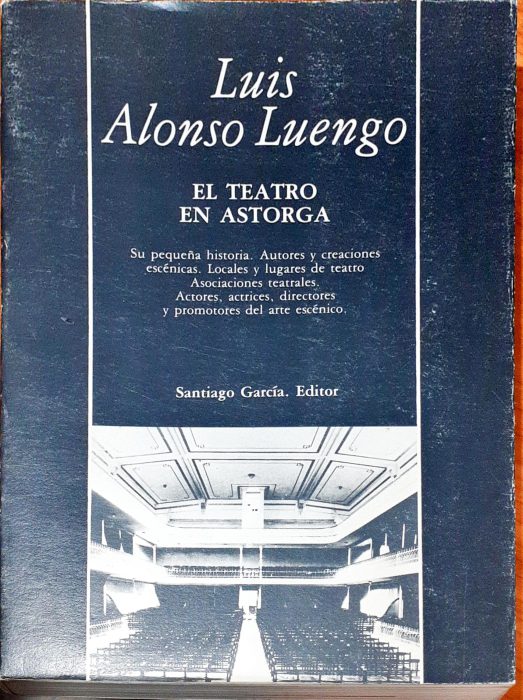 Luis
Alonso Luengo
EL TEATRO
EN ASTORGA
Su pequeña historia. Autores y creaciones
escénicas. Locales y lugares de teatro
Asociaciones teatrales.
Actores, actrices, directores
y promotores del arte escénico.
Santiago García. Editor